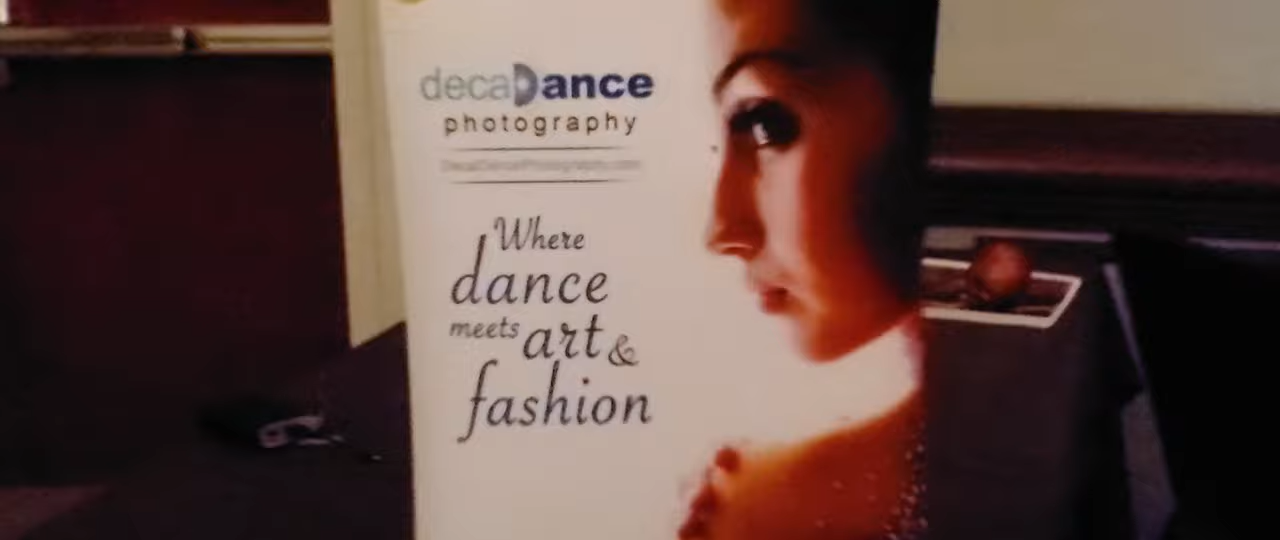 decaDance
photography
Where
dance
meets art &
fashion